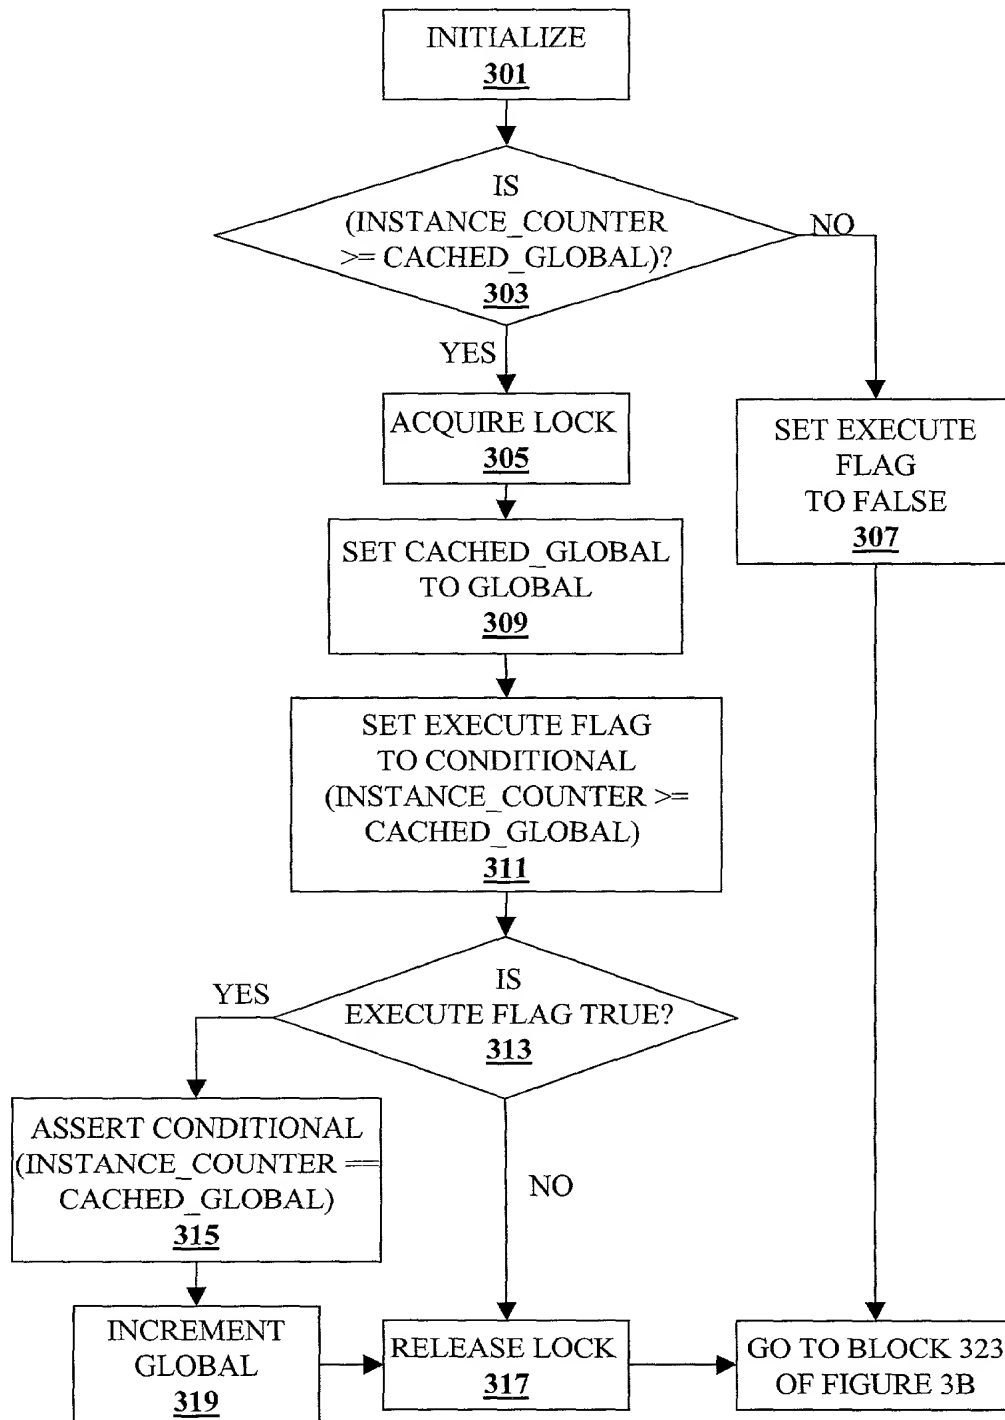 INITIALIZE
301
IS
(INSTANCE_COUNTER
>= CACHED_GLOBAL)?
303
NO
YES
ACQUIRE LOCK
305
SET EXECUTE
FLAG
TO FALSE
307
SET CACHED_GLOBAL
TO GLOBAL
309
SET EXECUTE FLAG
TO CONDITIONAL
(INSTANCE_COUNTER >=
CACHED_GLOBAL)
311
IS
EXECUTE FLAG TRUE?
313
YES
NO
ASSERT CONDITIONAL
(INSTANCE_COUNTER ==
CACHED_GLOBAL)
315
INCREMENT
GLOBAL
319
RELEASE LOCK
317
GO TO BLOCK 323
OF FIGURE 3B